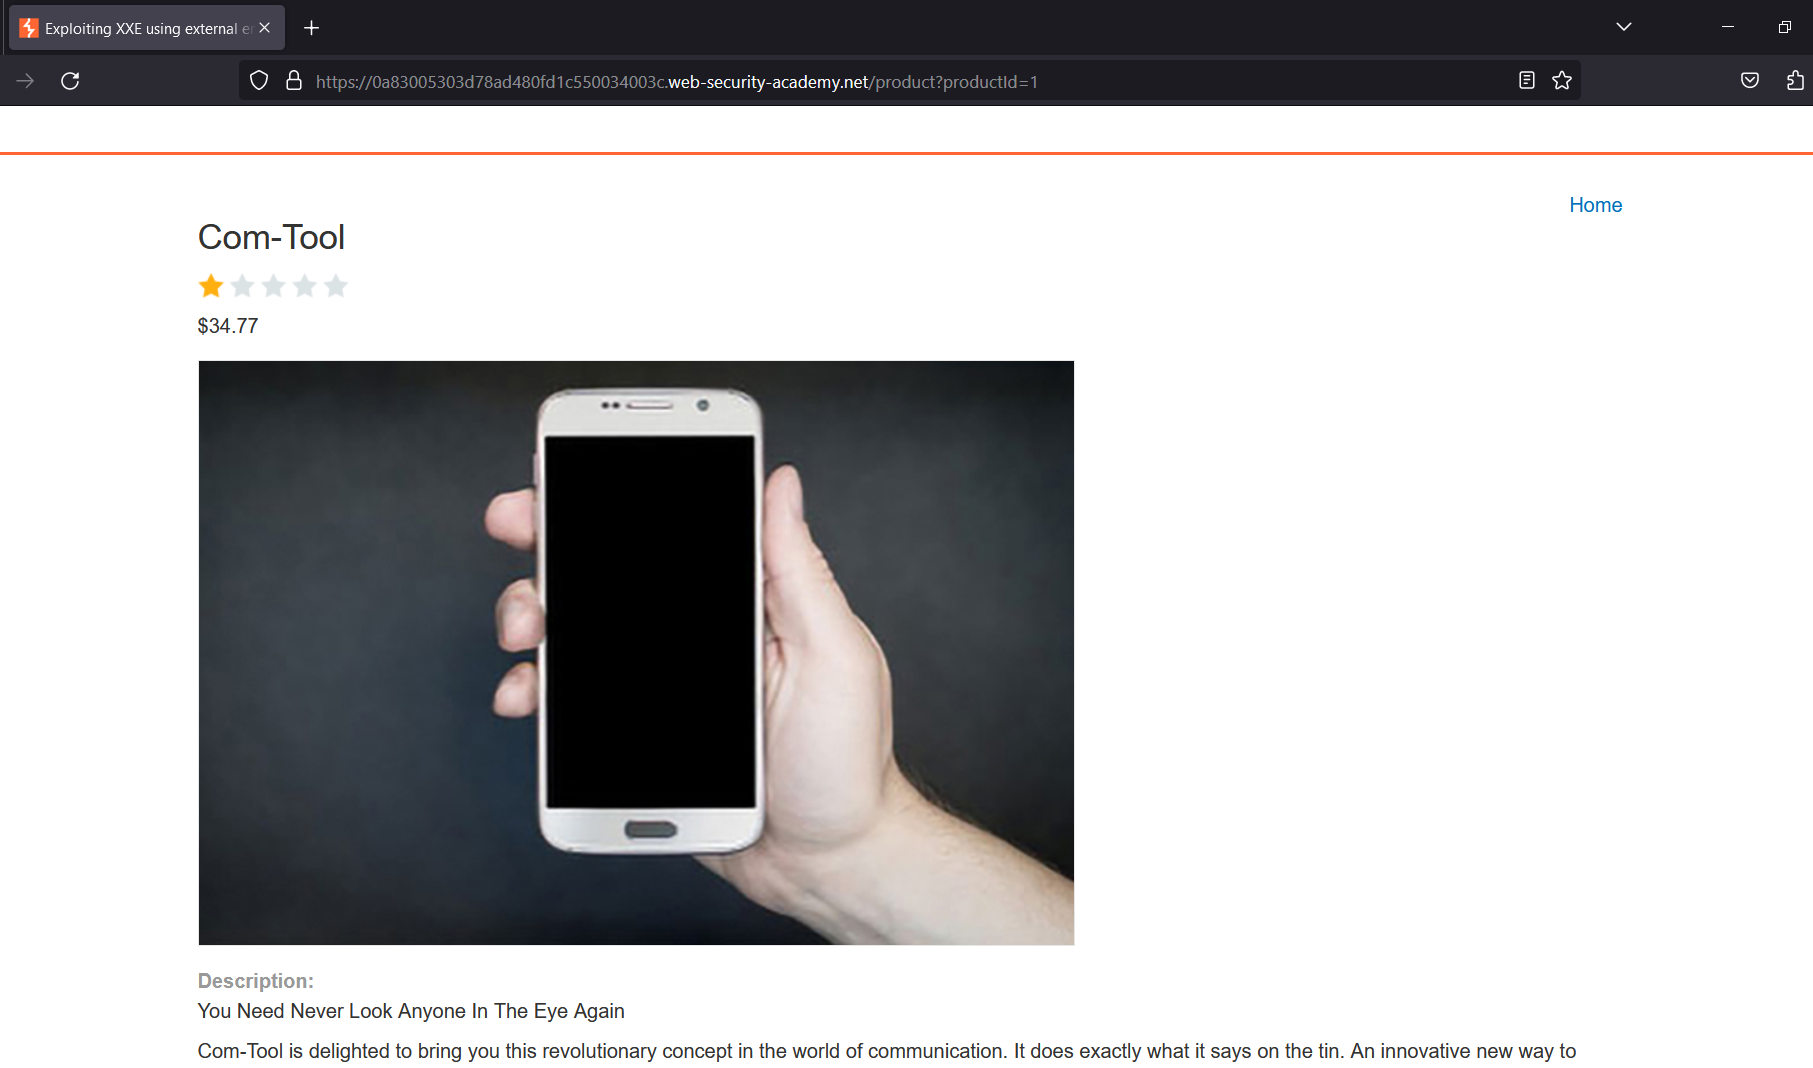 Exploiting XXE using external
https://0a83005303d78ad480fd1c550034003c.web-security-academy.net/product?productId=1
Home
Com-Tool
$34.77
Description:
You Need Never Look Anyone In The Eye Again
Com-Tool is delighted to bring you this revolutionary concept in the world of communication. It does exactly what it says on the tin. An innovative new way to